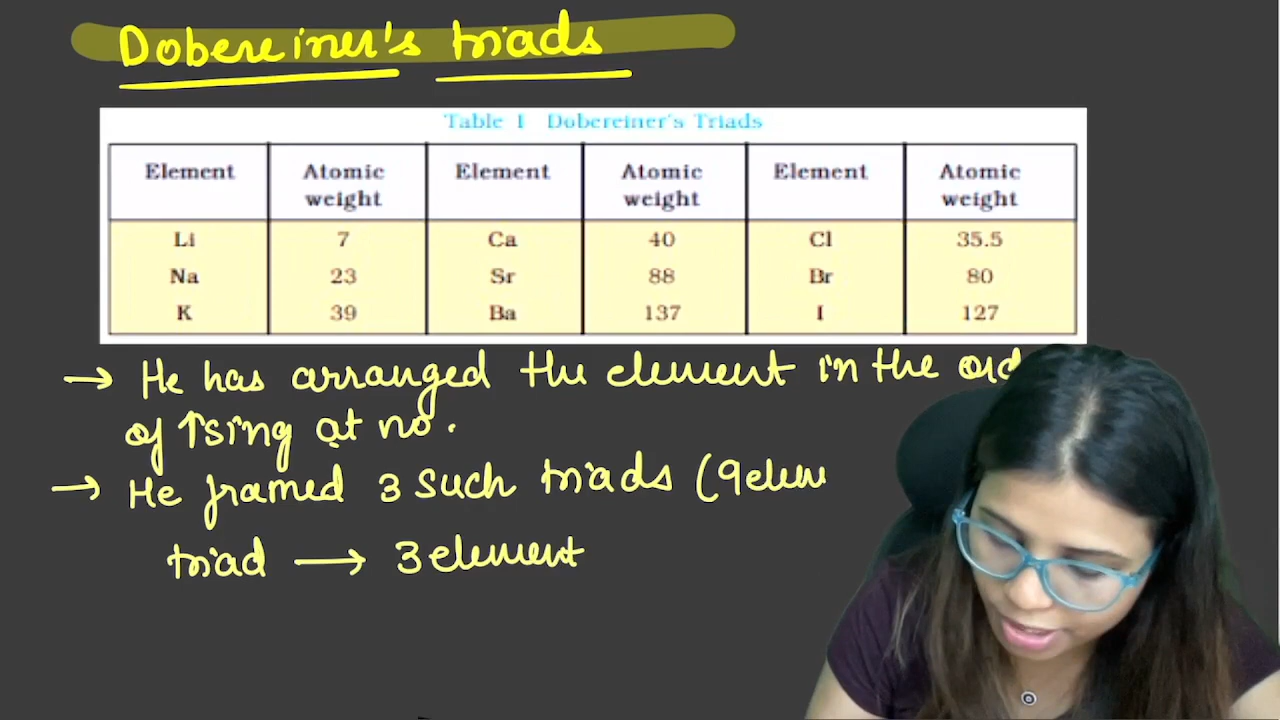 Dobereiner's triads
Table 1 Dobereiner's Triads
Element Atomic weight Element Atomic weight Element Atomic weight
Li 7 Ca 40 Cl 35.5
Na 23 Sr 88 Br 80
K 39 Ba 137 I 127
→ He has arranged the element in the ord
of ↑sing at no.
→ He framed 3 such triads (9elem
triad → 3 element